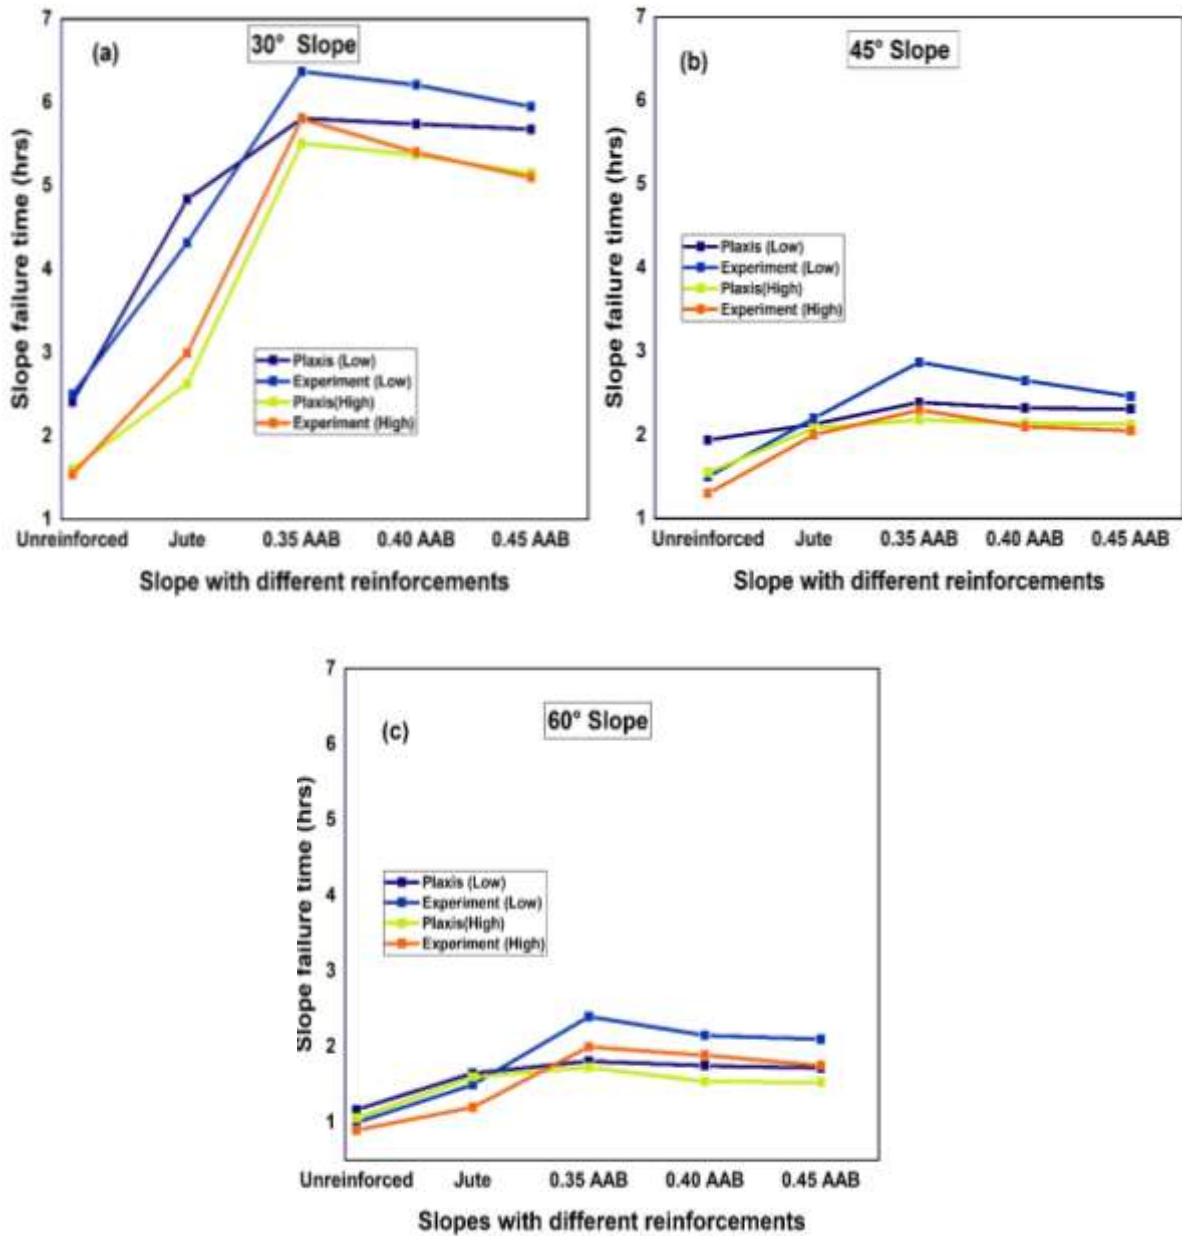 (a)
30° Slope
Slope failure time (hrs)
7
6
5
4
3
2
1
Plaxis (Low)
Experiment (Low)
Plaxis(High)
Experiment (High)
Unreinforced Jute 0.35 AAB 0.40 AAB 0.45 AAB
Slope with different reinforcements
(b)
45° Slope
Slope failure time (hrs)
7
6
5
4
3
2
1
Plaxis (Low)
Experiment (Low)
Plaxis(High)
Experiment (High)
Unreinforced Jute 0.35 AAB 0.40 AAB 0.45 AAB
Slope with different reinforcements
(c)
60° Slope
Slope failure time (hrs)
7
6
5
4
3
2
1
Plaxis (Low)
Experiment (Low)
Plaxis(High)
Experiment (High)
Unreinforced Jute 0.35 AAB 0.40 AAB 0.45 AAB
Slopes with different reinforcements